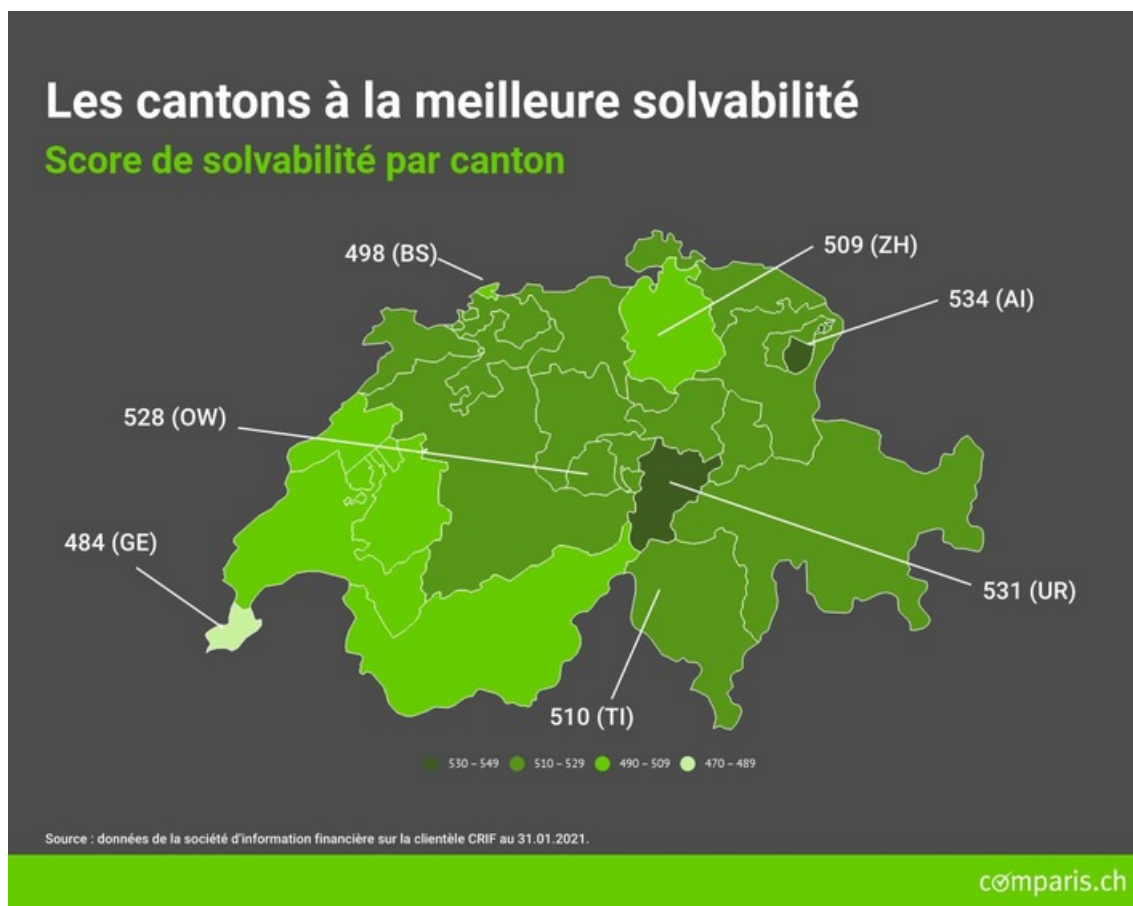 Les cantons à la meilleure solvabilité
Score de solvabilité par canton
498 (BS)
509 (ZH)
534 (AI)
528 (OW)
484 (GE)
531 (UR)
510 (TI)
530 – 549 510 – 529 490 – 509 470 – 489
Source : données de la société d'information financière sur la clientèle CRIF au 31.01.2021.
comparis.ch